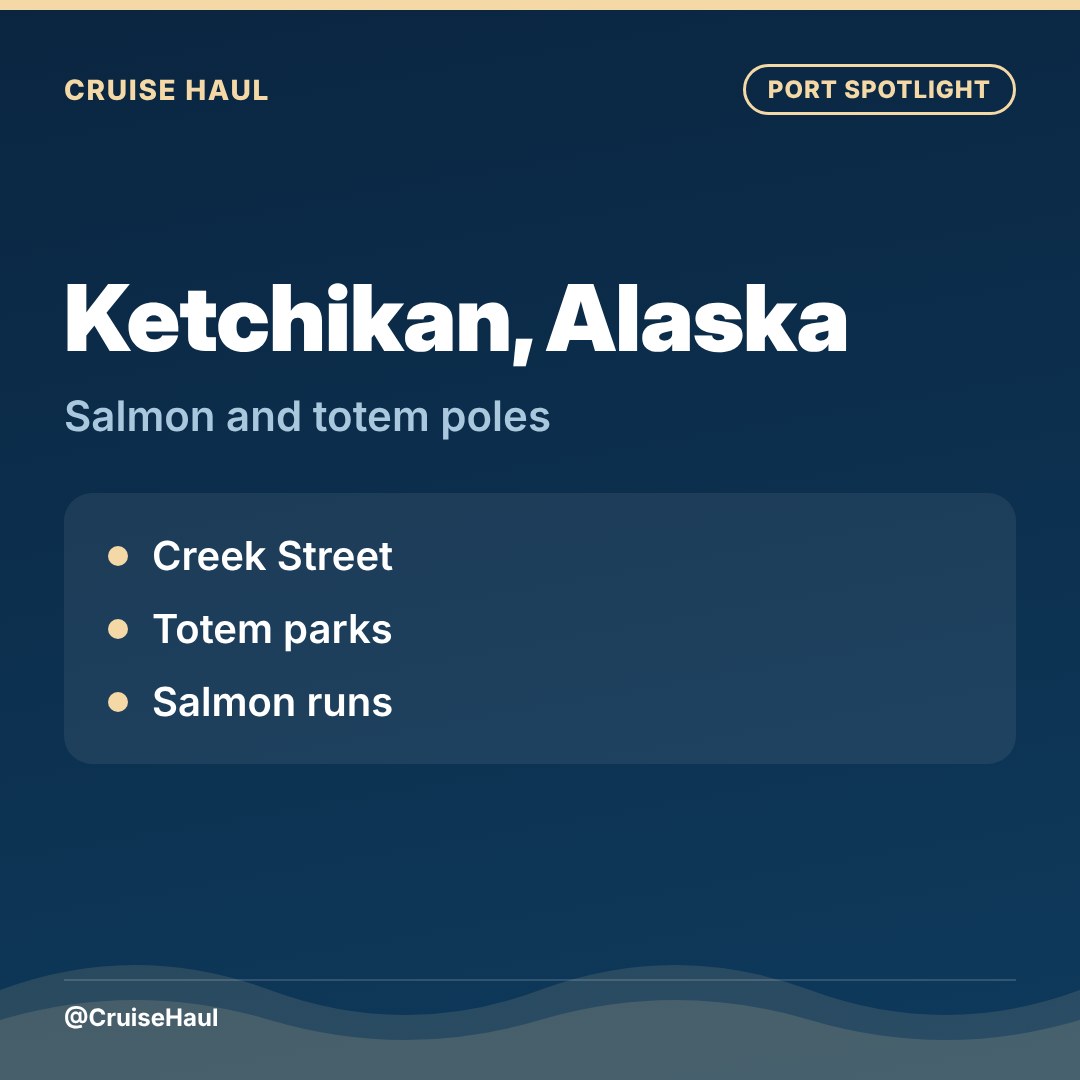 CRUISE HAUL
PORT SPOTLIGHT
Ketchikan, Alaska
Salmon and totem poles
Creek Street
Totem parks
Salmon runs
@CruiseHaul